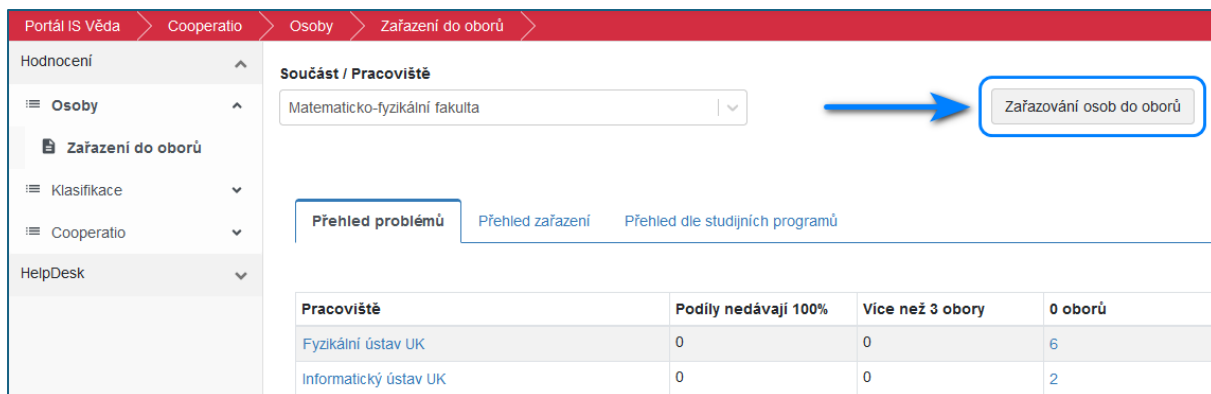 Portál IS Věda Cooperatio Osoby Zařazení do oborů
Hodnocení
Osoby
Zařazení do oborů
Klasifikace
Cooperatio
HelpDesk
Součást / Pracoviště
Matematicko-fyzikální fakulta
Zařazování osob do oborů
Přehled problémů Přehled zařazení Přehled dle studijních programů
Pracoviště Podíly nedávají 100% Více než 3 obory 0 oborů
Fyzikální ústav UK 0 0 6
Informatický ústav UK 0 0 2